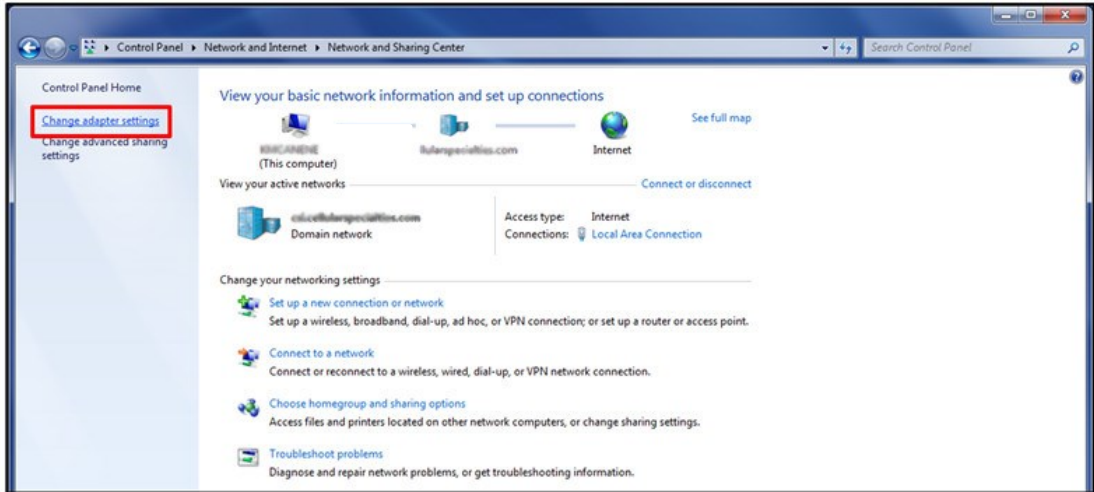 Control Panel ▸ Network and Internet ▸ Network and Sharing Center
Search Control Panel
Control Panel Home
Change adapter settings
Change advanced sharing
settings
View your basic network information and set up connections
See full map
(This computer)
Internet
View your active networks
Connect or disconnect
Domain network
Access type: Internet
Connections: Local Area Connection
Change your networking settings
Set up a new connection or network
Set up a wireless, broadband, dial-up, ad hoc, or VPN connection; or set up a router or access point.
Connect to a network
Connect or reconnect to a wireless, wired, dial-up, or VPN network connection.
Choose homegroup and sharing options
Access files and printers located on other network computers, or change sharing settings.
Troubleshoot problems
Diagnose and repair network problems, or get troubleshooting information.